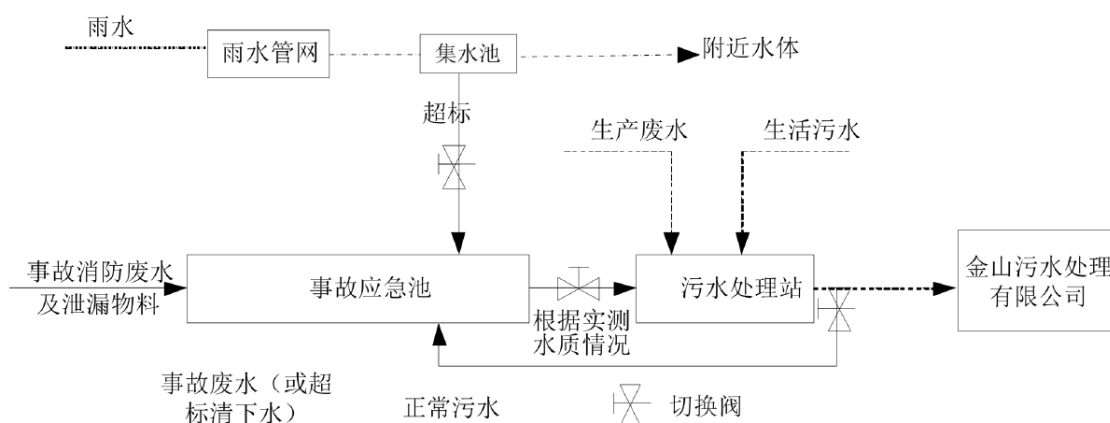 雨水
雨水管网
集水池
附近水体
超标
生产废水
生活污水
事故消防废水
及泄漏物料
事故应急池
根据实测
水质情况
污水处理站
金山污水处理
有限公司
事故废水（或超
标清下水）
正常污水
切换阀